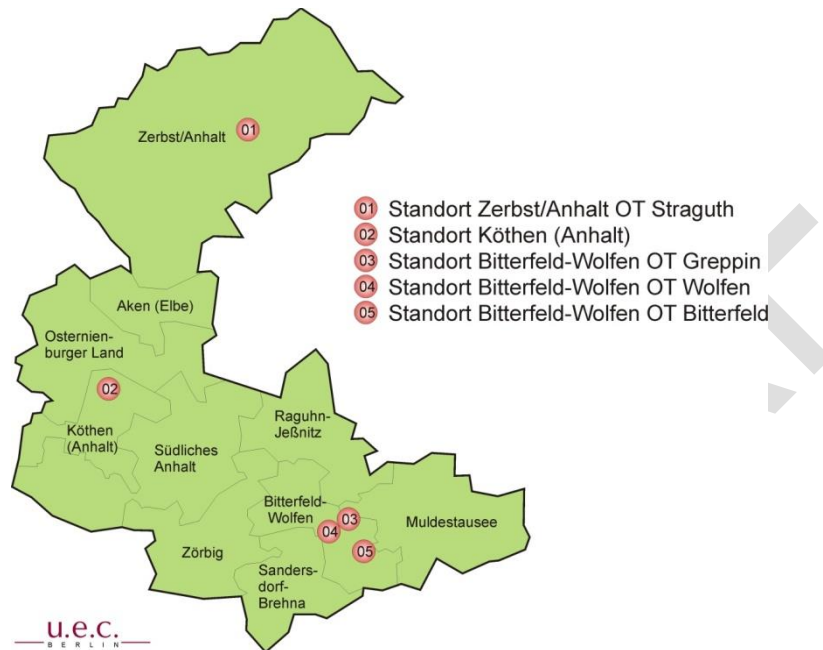 Zerbst/Anhalt
01
01 Standort Zerbst/Anhalt OT Straguth
02 Standort Köthen (Anhalt)
03 Standort Bitterfeld-Wolfen OT Greppin
04 Standort Bitterfeld-Wolfen OT Wolfen
05 Standort Bitterfeld-Wolfen OT Bitterfeld
Aken (Elbe)
Osternien-
burger Land
02
Köthen
(Anhalt)
Südliches
Anhalt
Raguhn-
Jeßnitz
Bitterfeld-
Wolfen
03
04
05
Muldestausee
Zörbig
Sanders-
dorf-
Brehna
u.e.c.
BERLIN